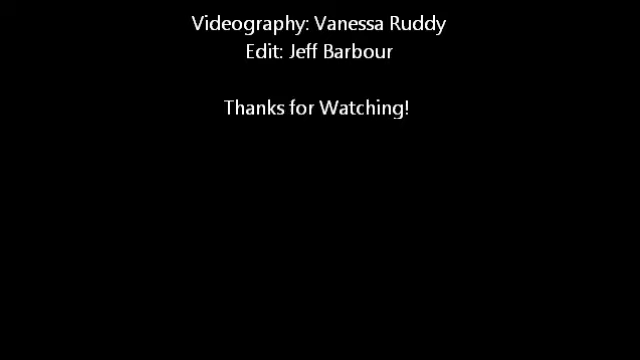 Videography: Vanessa Ruddy
Edit: Jeff Barbour
Thanks for Watching!